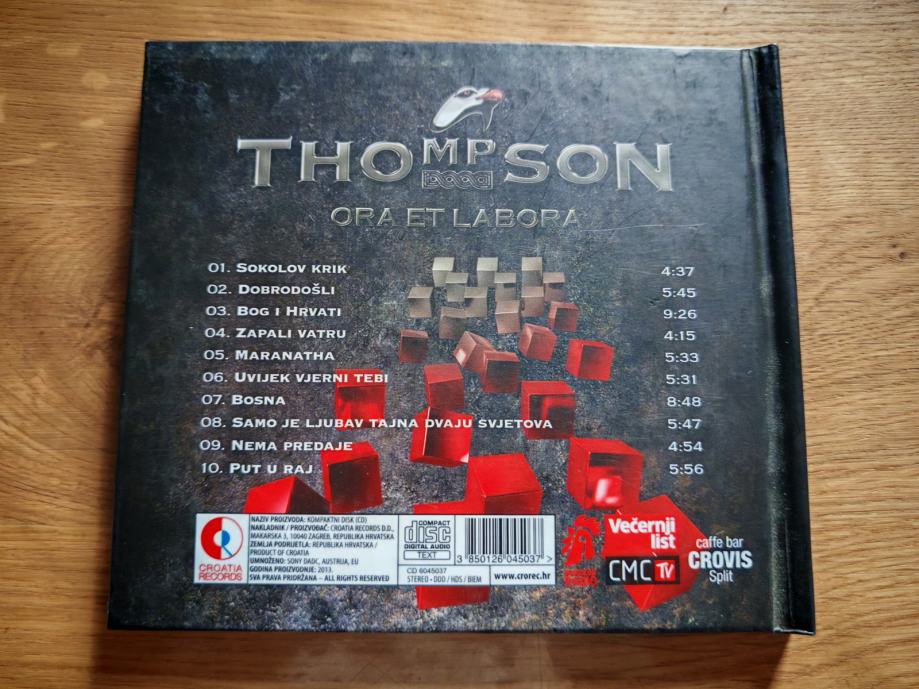 THOMPSON
ORA ET LABORA
01. SOKOLOV KRIK 4:37
02. DOBRODOŠLI 5:45
03. BOG I HRVATI 9:26
04. ZAPALI VATRU 4:15
05. MARANATHA 5:33
06. UVIJEK VJERNI TEBI 5:31
07. BOSNA 8:48
08. SAMO JE LJUBAV TAJNA DVAJU SVJETOVA 5:47
09. NEMA PREDAJE 4:54
10. PUT U RAJ 5:56
CROATIA
RECORDS
NAZIV PROIZVODA: KOMPAKTNI DISK (CD)
NAKLADNIK / PROIZVOĐAČ: CROATIA RECORDS D.D.,
MAKARSKA 3, 10040 ZAGREB, REPUBLIKA HRVATSKA
ZEMLJA PODRIJETLA: REPUBLIKA HRVATSKA /
PRODUCT OF CROATIA
UMNOŽENO: SONY DADC, AUSTRIJA, EU
GODINA PROIZVODNJE: 2013.
SVA PRAVA PRIDRŽANA – ALL RIGHTS RESERVED
COMPACT
disc
DIGITAL AUDIO
TEXT
CD 6045037
STEREO • DDD / HDS / BIEM
3 850126 045037 >
www.crorec.hr
Večernji
list
CMC TV
caffe bar
CROVIS
Split